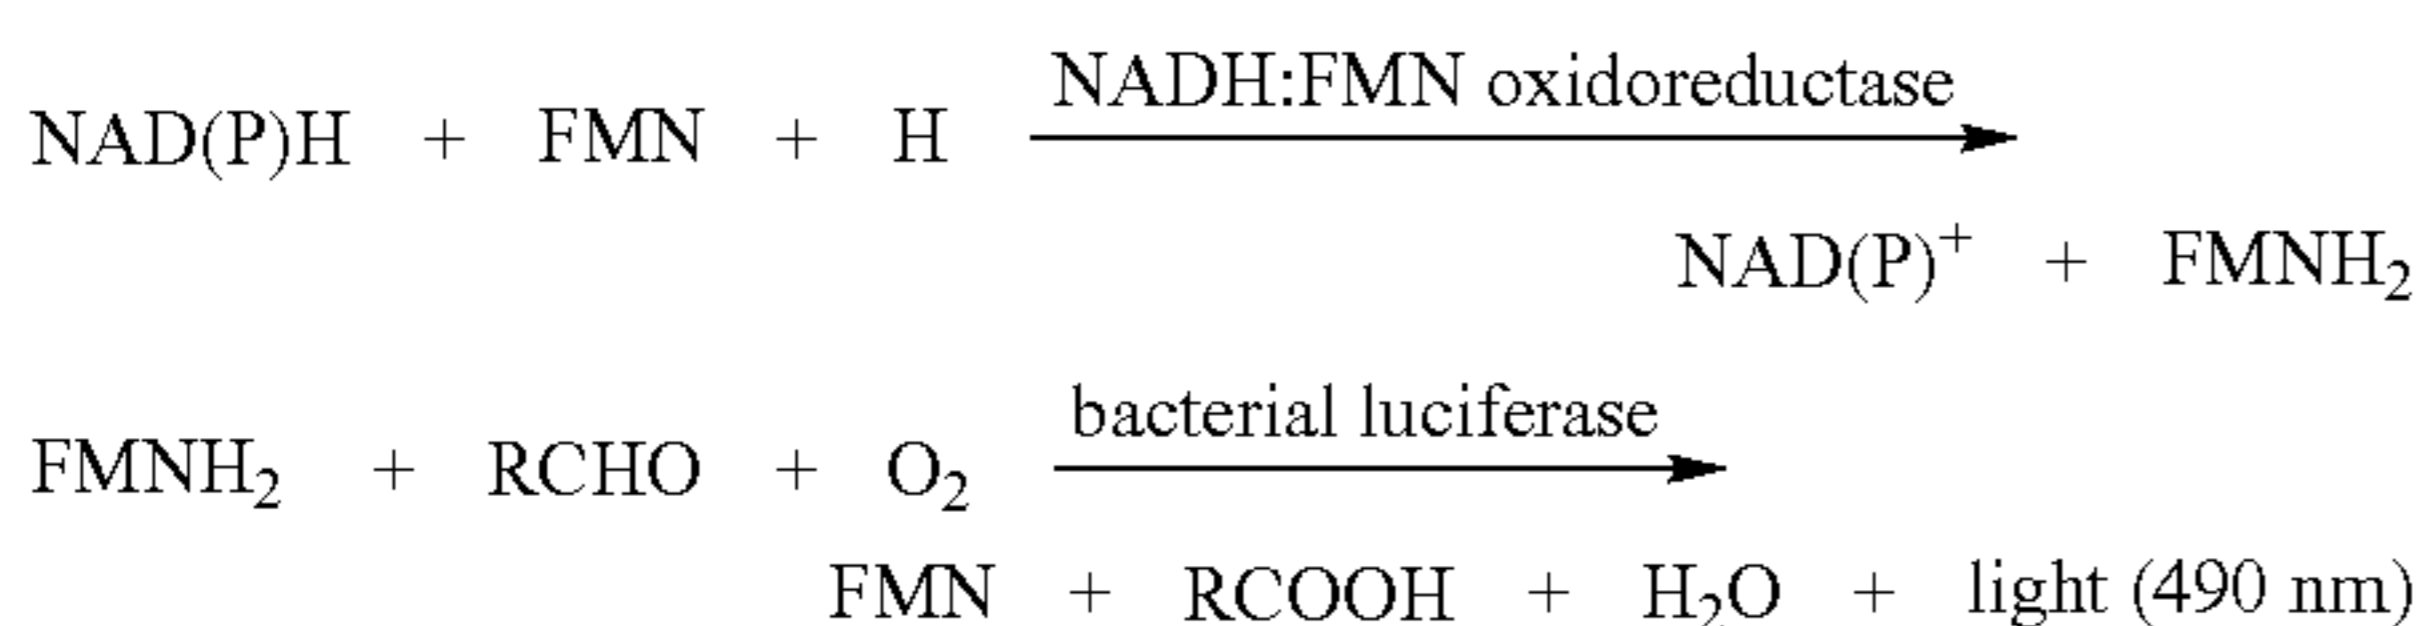 NADH:FMN oxidoreductase
NAD(P)H + FMN + H
NAD(P)⁺ + FMNH₂
bacterial luciferase
FMNH₂ + RCHO + O₂
FMN + RCOOH + H₂O + light (490 nm)